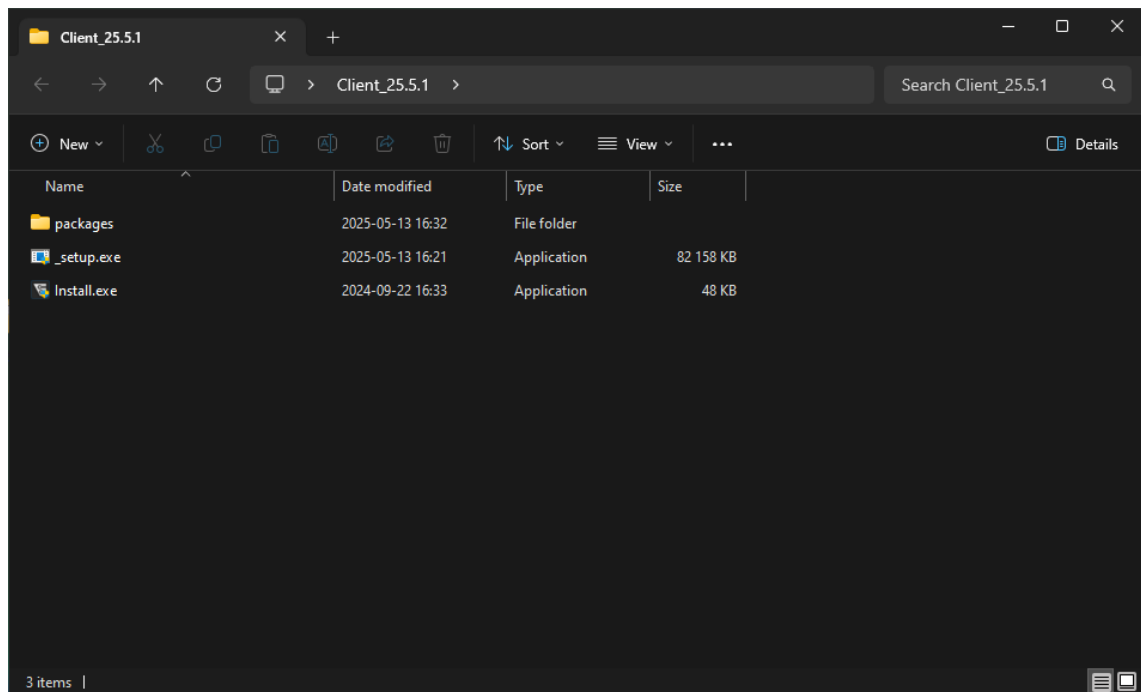 Client_25.5.1
Client_25.5.1 Search Client_25.5.1
New Sort View Details
Name Date modified Type Size
packages 2025-05-13 16:32 File folder
_setup.exe 2025-05-13 16:21 Application 82 158 KB
Install.exe 2024-09-22 16:33 Application 48 KB
3 items